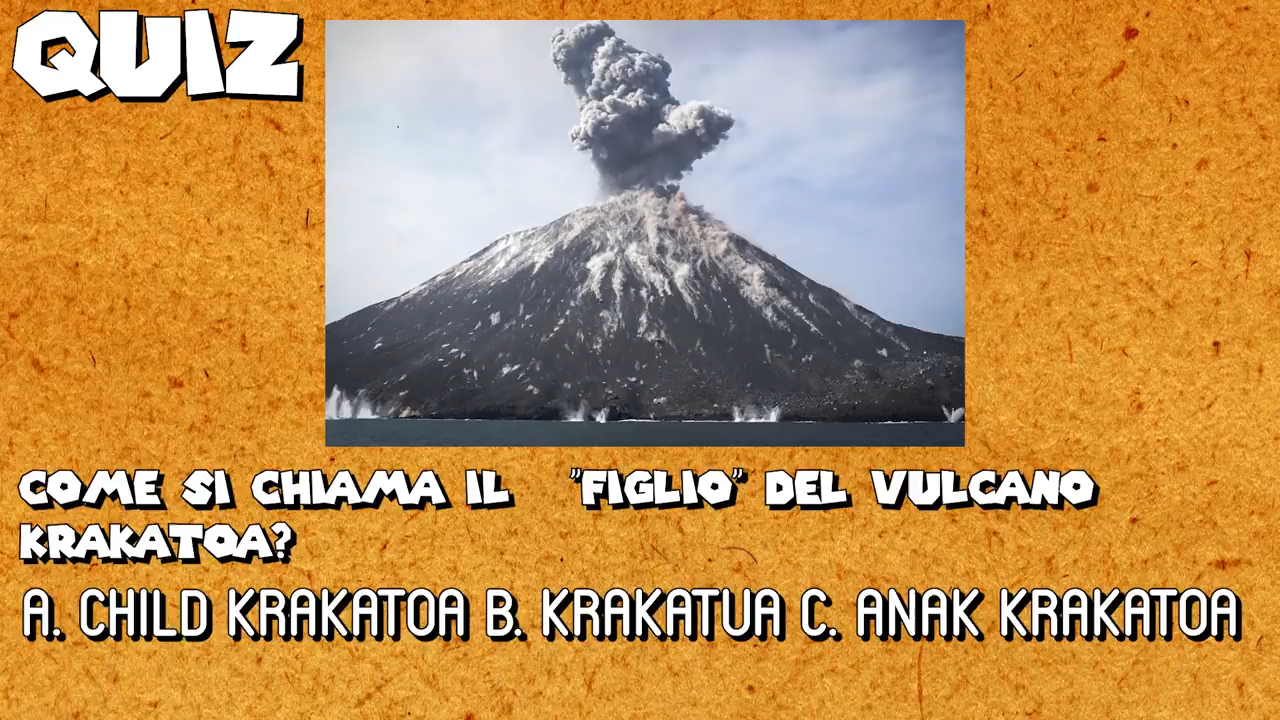 QUIZ
COME SI CHIAMA IL "FIGLIO" DEL VULCANO
KRAKATOA?
A. CHILD KRAKATOA B. KRAKATUA C. ANAK KRAKATOA